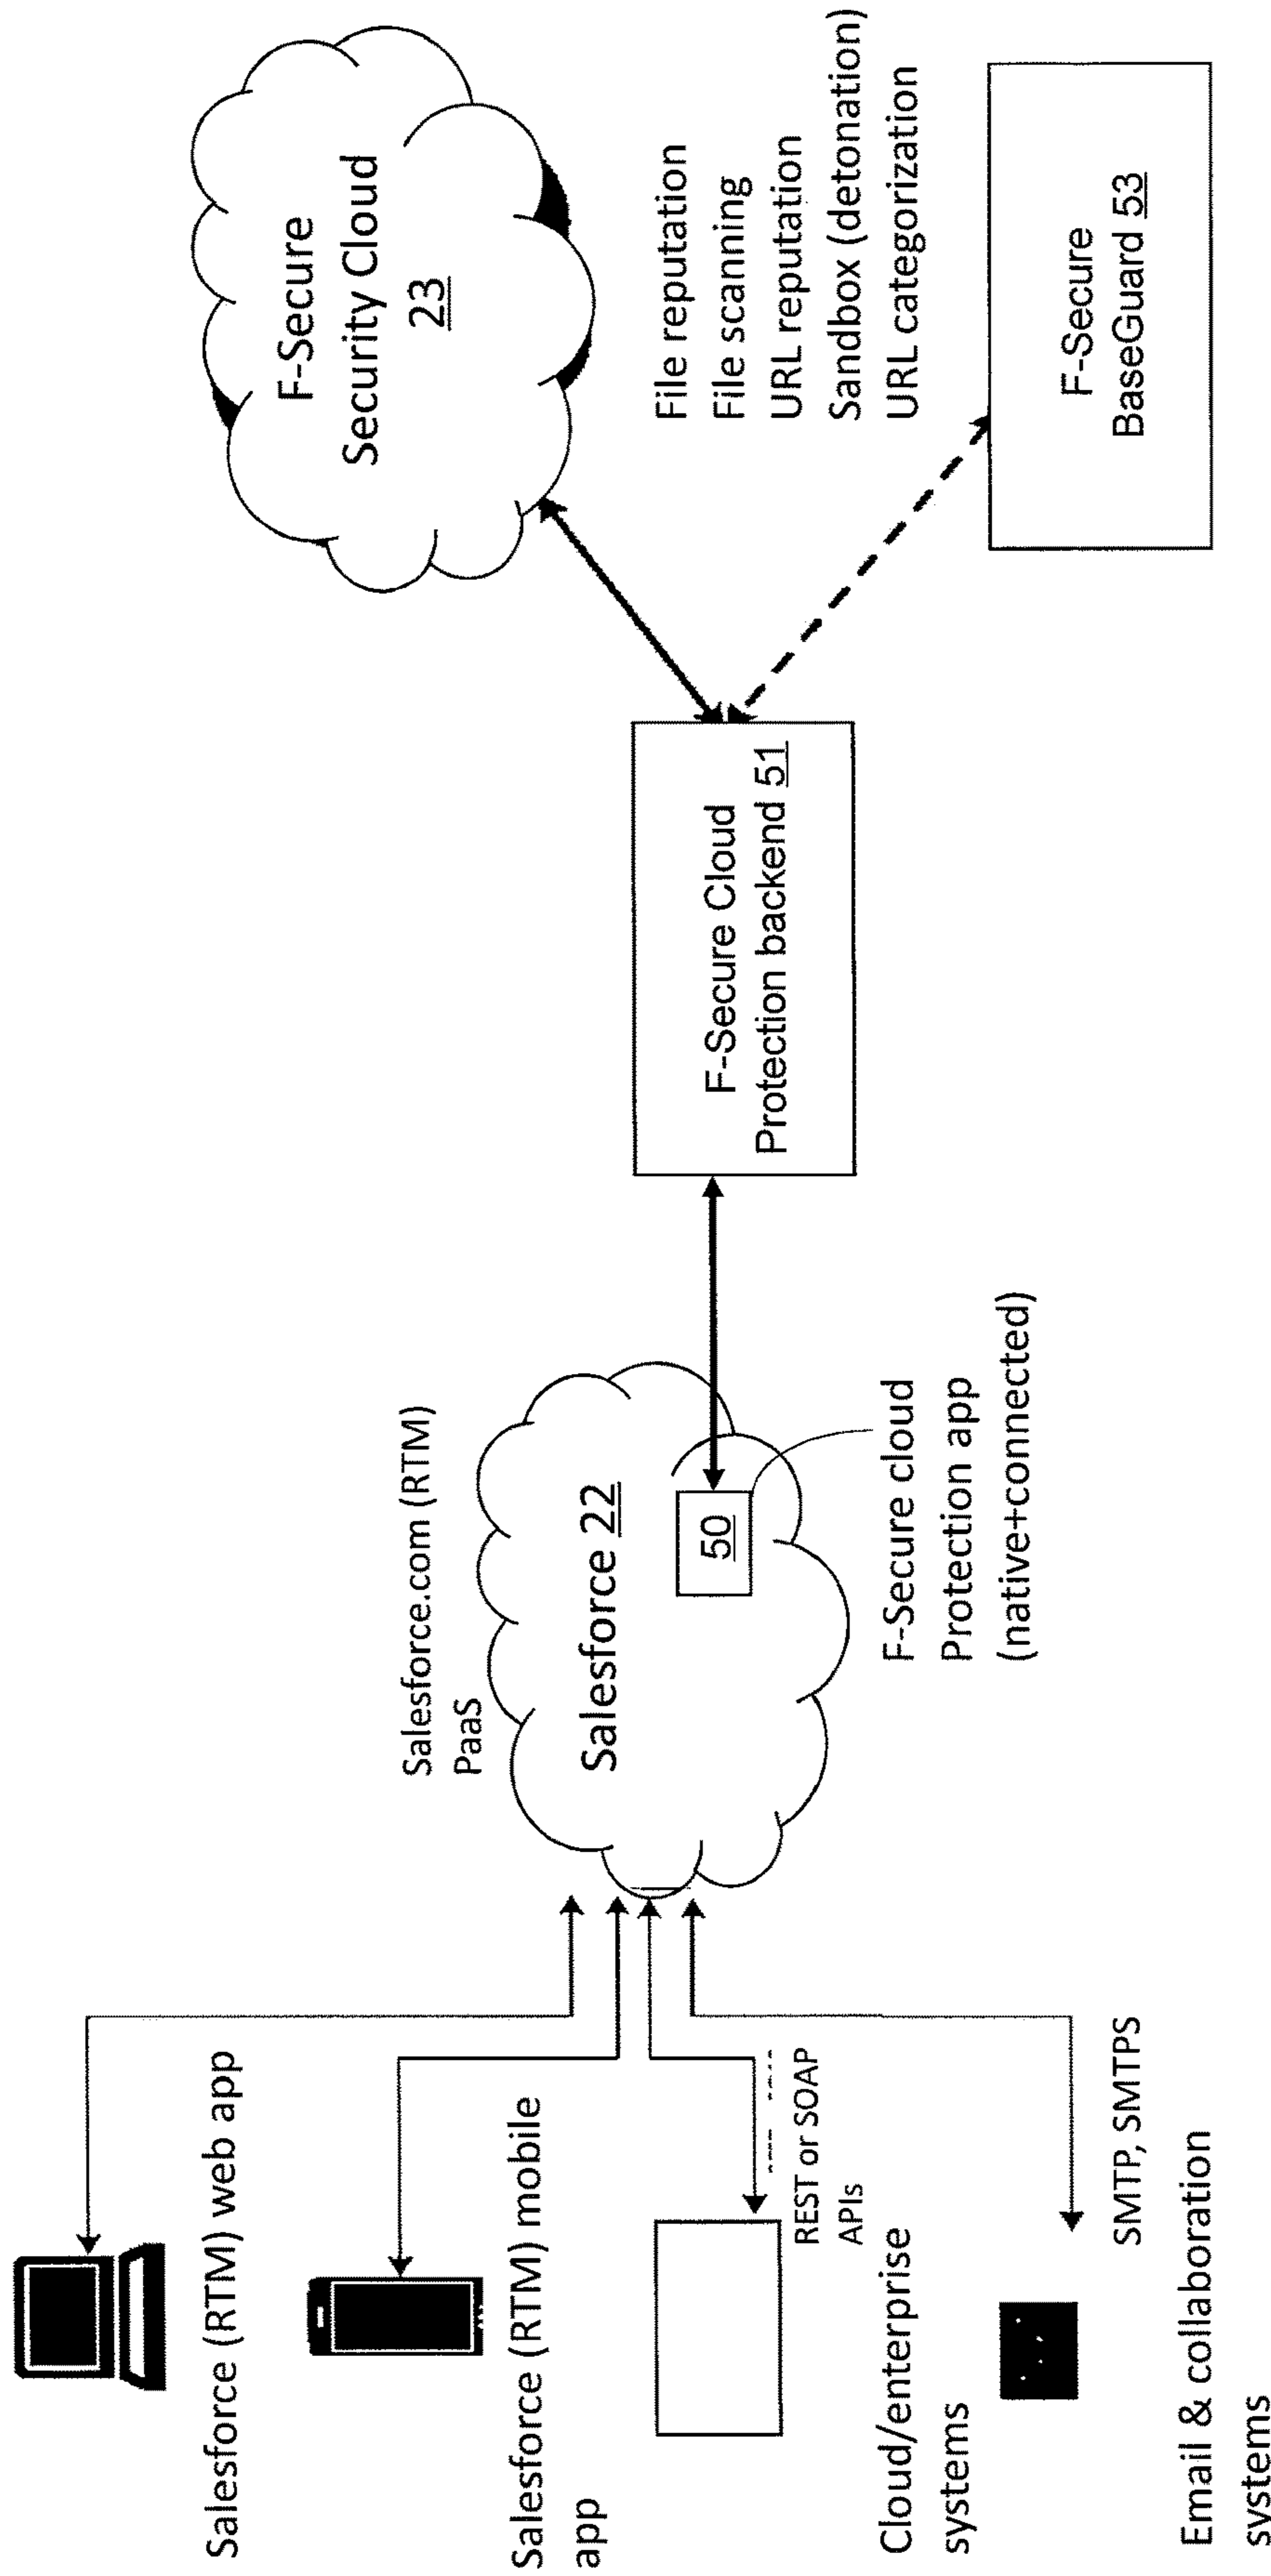 Salesforce (RTM) web app
Salesforce (RTM) mobile
app
REST or SOAP
APIs
Cloud/enterprise
systems
SMTP, SMTPS
Email & collaboration
systems
Salesforce.com (RTM)
PaaS
Salesforce 22
50
F-Secure cloud
Protection app
(native+connected)
F-Secure Cloud
Protection backend 51
F-Secure
Security Cloud
23
File reputation
File scanning
URL reputation
Sandbox (detonation)
URL categorization
F-Secure
BaseGuard 53